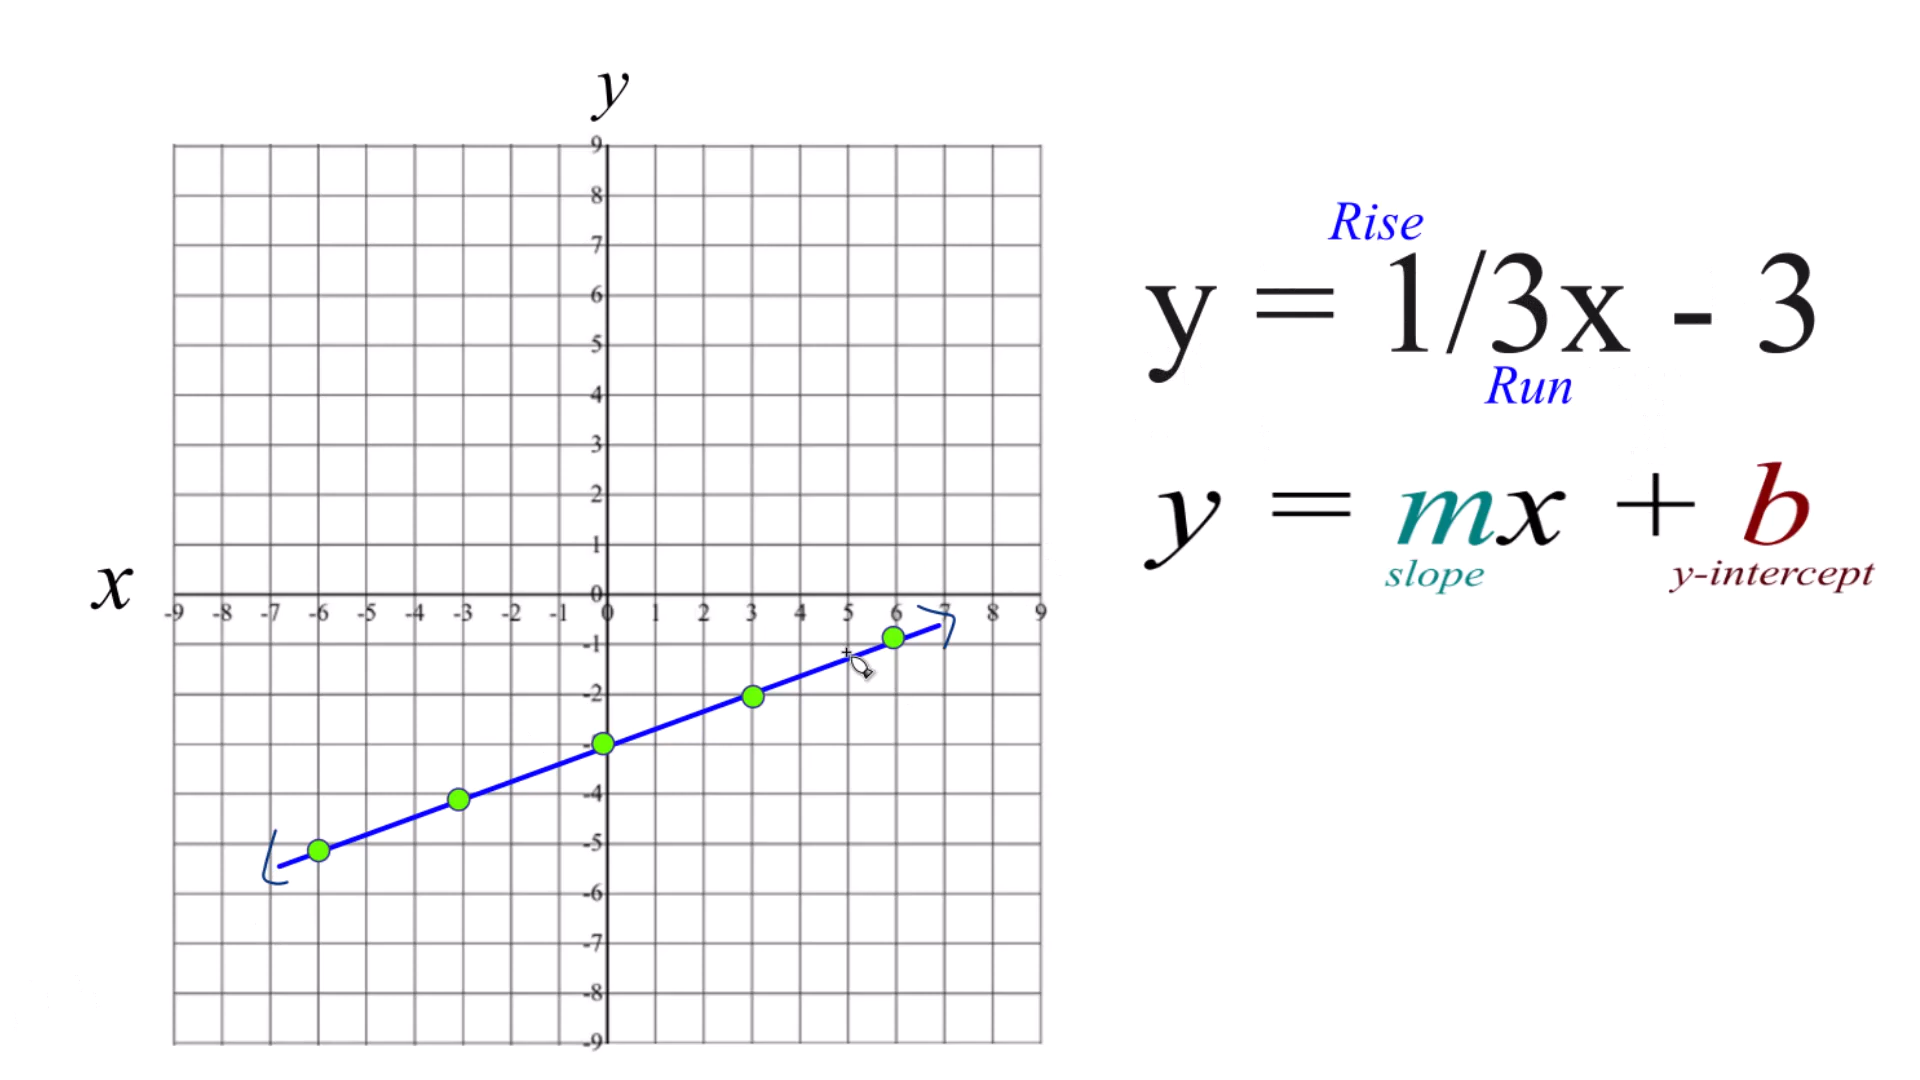 y
9
8
7
6
5
4
3
2
1
0
x
-9 -8 -7 -6 -5 -4 -3 -2 -1 0 1 2 3 4 5 6 7 8 9
-1
-2
-4
-5
-6
-7
-8
-9
Rise
y = 1/3x - 3
Run
y = mx + b
slope y-intercept